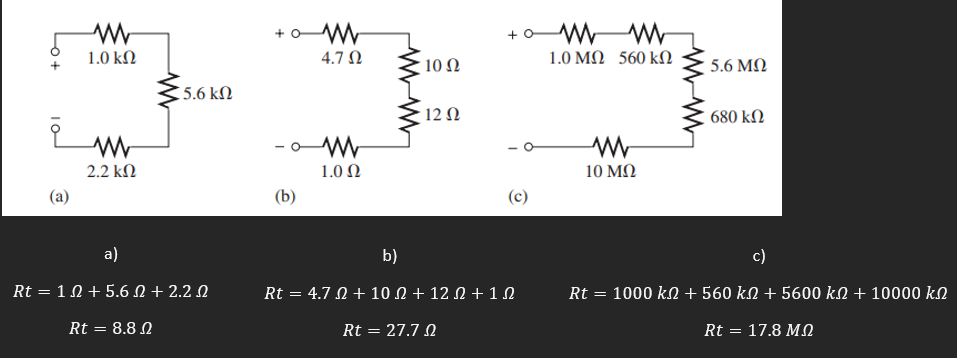 +
1.0 kΩ
5.6 kΩ
2.2 kΩ
−
(a)
+
4.7 Ω
10 Ω
12 Ω
−
1.0 Ω
(b)
+
1.0 MΩ 560 kΩ
5.6 MΩ
680 kΩ
−
10 MΩ
(c)
a)
Rt = 1 Ω + 5.6 Ω + 2.2 Ω
Rt = 8.8 Ω
b)
Rt = 4.7 Ω + 10 Ω + 12 Ω + 1 Ω
Rt = 27.7 Ω
c)
Rt = 1000 kΩ + 560 kΩ + 5600 kΩ + 10000 kΩ
Rt = 17.8 MΩ